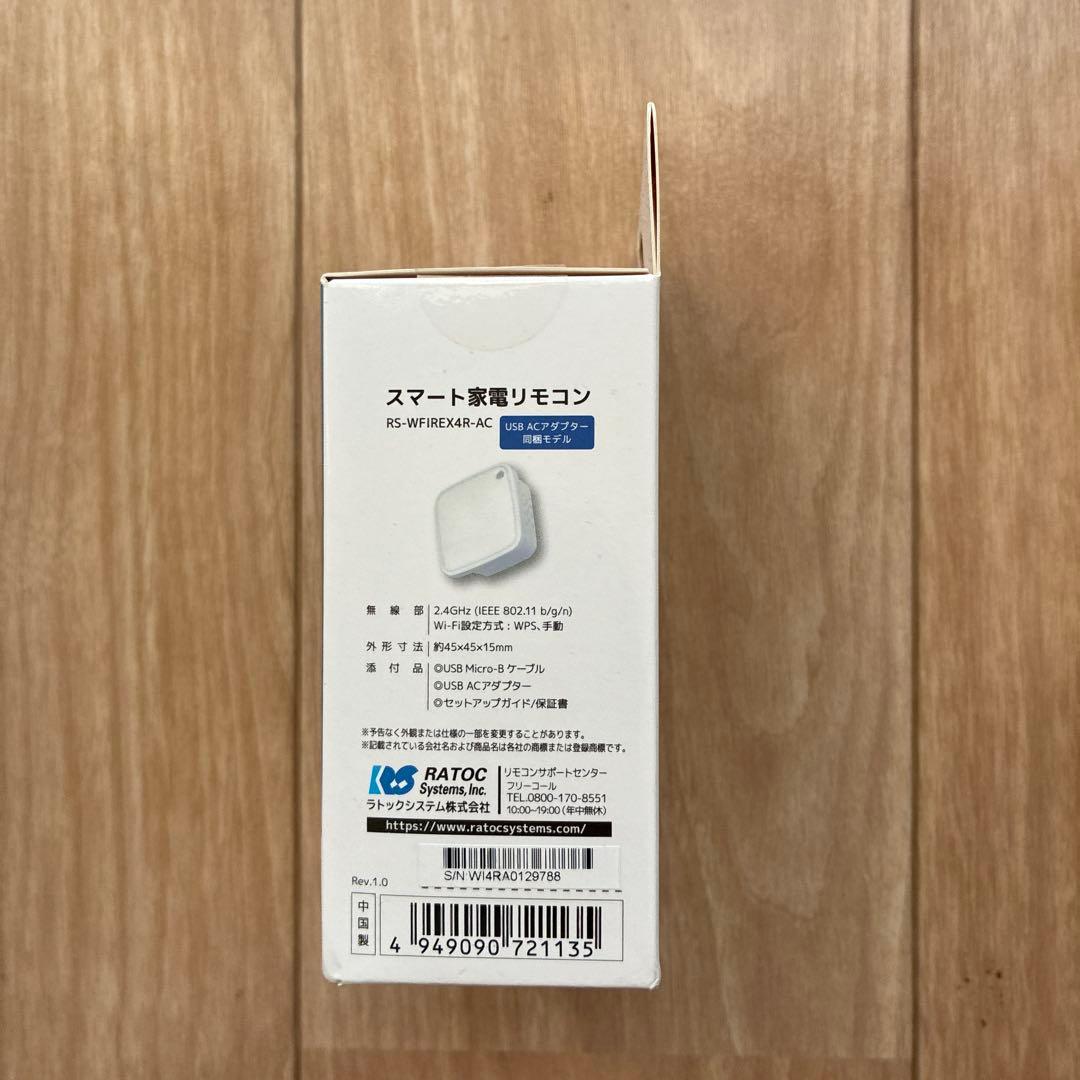 スマート家電リモコン
RS-WFIREX4R-AC
USB ACアダプター
同梱モデル
無線部 2.4GHz (IEEE 802.11 b/g/n)
Wi-Fi設定方式：WPS、手動
外形寸法 約45×45×15mm
添付品 ◎USB Micro-B ケーブル
◎USB ACアダプター
◎セットアップガイド/保証書
※予告なく外観または仕様の一部を変更することがあります。
※記載されている会社名および商品名は各社の商標または登録商標です。
RATOC
Systems, Inc.
ラトックシステム株式会社
リモコンサポートセンター
フリーコール
TEL.0800-170-8551
10:00~19:00 (年中無休)
https://www.ratocsystems.com/
S/N:WI4RA0129788
Rev.1.0
中国製
4 949090 721135